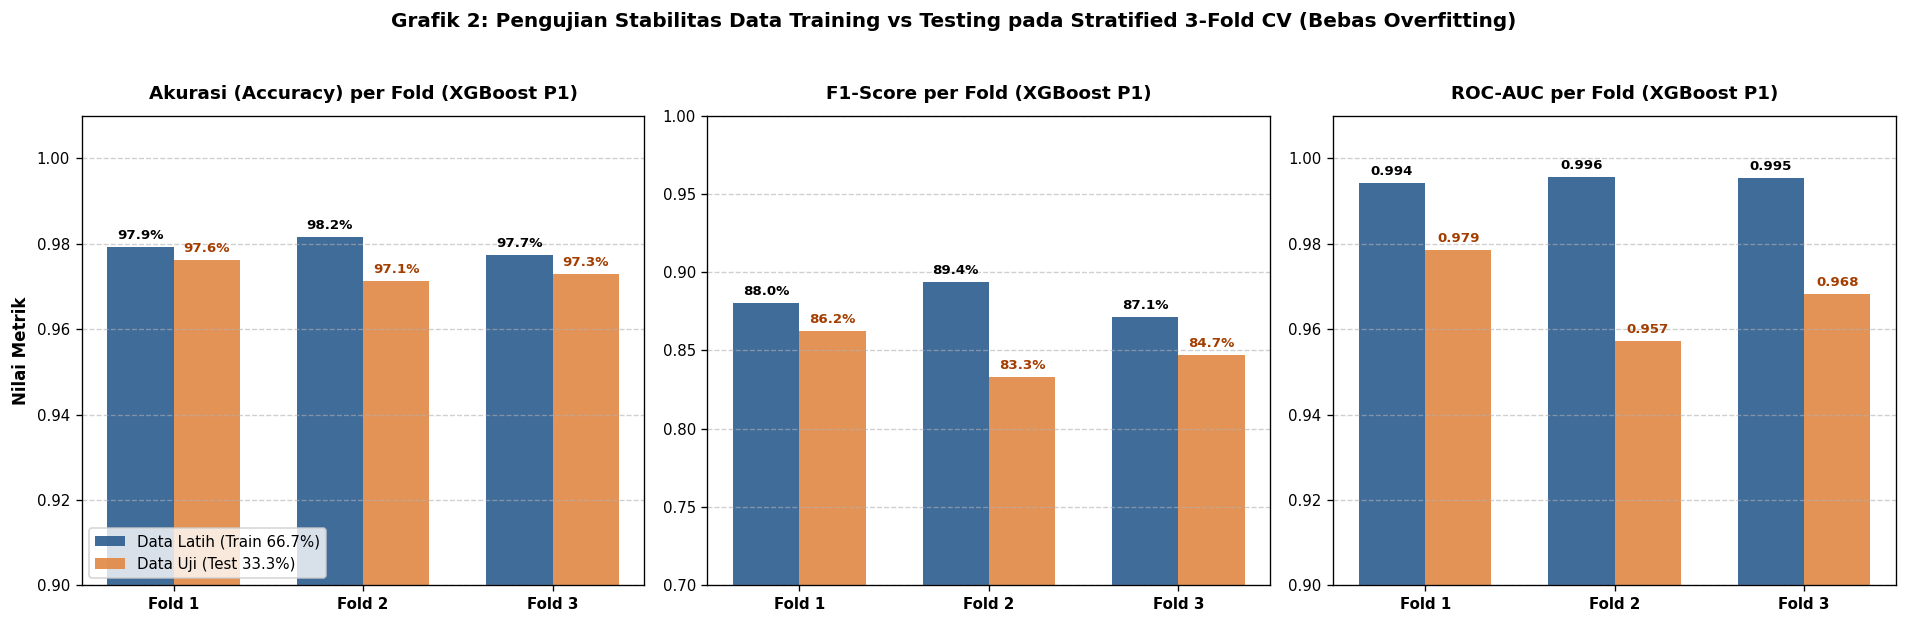 Grafik 2: Pengujian Stabilitas Data Training vs Testing pada Stratified 3-Fold CV (Bebas Overfitting)
Akurasi (Accuracy) per Fold (XGBoost P1)
Nilai Metrik
1.00
0.98
0.96
0.94
0.92
0.90
97.9%
97.6%
98.2%
97.1%
97.7%
97.3%
Data Latih (Train 66.7%)
Data Uji (Test 33.3%)
Fold 1
Fold 2
Fold 3
F1-Score per Fold (XGBoost P1)
1.00
0.95
0.90
0.85
0.80
0.75
0.70
88.0%
86.2%
89.4%
83.3%
87.1%
84.7%
Fold 1
Fold 2
Fold 3
ROC-AUC per Fold (XGBoost P1)
1.00
0.98
0.96
0.94
0.92
0.90
0.994
0.979
0.996
0.957
0.995
0.968
Fold 1
Fold 2
Fold 3